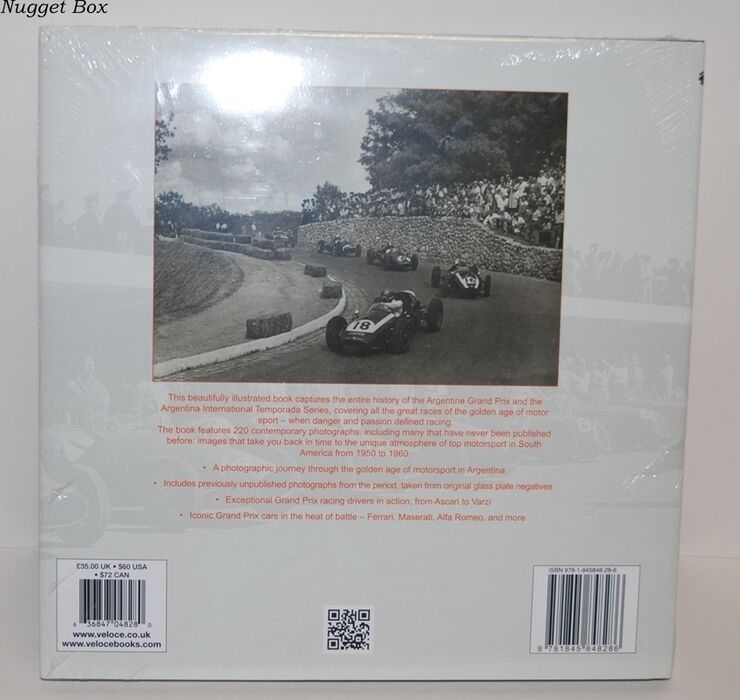 Nugget Box
18
This beautifully illustrated book captures the entire history of the Argentine Grand Prix and the
Argentina International Temporada Series, covering all the great races of the golden age of motor
sport – when danger and passion defined racing.
The book features 220 contemporary photographs, including many that have never been published
before: images that take you back in time to the unique atmosphere of top motorsport in South
America from 1950 to 1960.
• A photographic journey through the golden age of motorsport in Argentina
• Includes previously unpublished photographs from the period, taken from original glass plate negatives
• Exceptional Grand Prix racing drivers in action, from Ascari to Varzi
• Iconic Grand Prix cars in the heat of battle – Ferrari, Maserati, Alfa Romeo, and more
£35.00 UK • $60 USA
• $72 CAN
6 36847 04828 0
www.veloce.co.uk
www.velocebooks.com
ISBN 978-1-845848-28-6
9 781845 848286